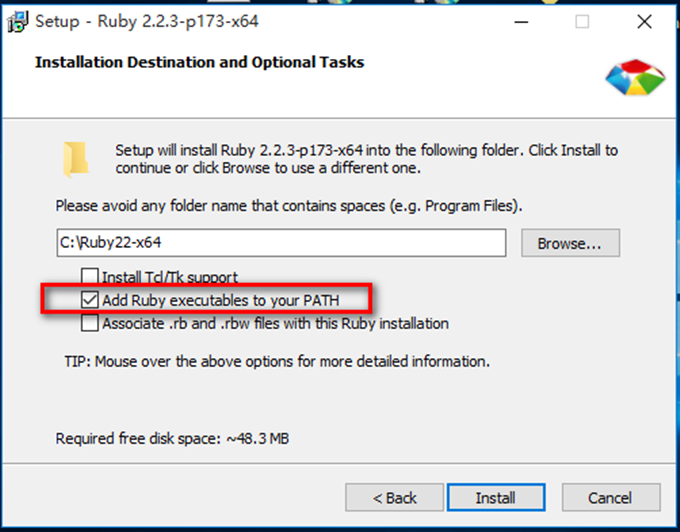 Setup - Ruby 2.2.3-p173-x64
Installation Destination and Optional Tasks
Setup will install Ruby 2.2.3-p173-x64 into the following folder. Click Install to
continue or click Browse to use a different one.
Please avoid any folder name that contains spaces (e.g. Program Files).
C:\Ruby22-x64
Browse...
Install Tcl/Tk support
Add Ruby executables to your PATH
Associate .rb and .rbw files with this Ruby installation
TIP: Mouse over the above options for more detailed information.
Required free disk space: ~48.3 MB
< Back
Install
Cancel